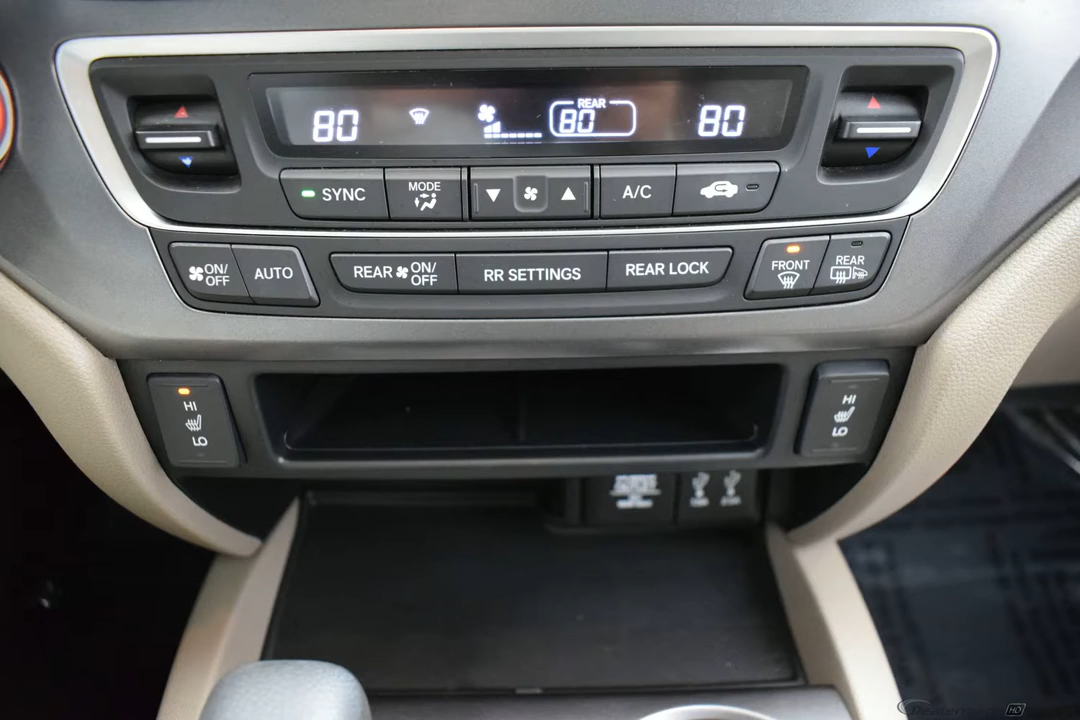 REAR
80 80 80
SYNC MODE A/C
ON/OFF AUTO REAR ON/OFF RR SETTINGS REAR LOCK FRONT REAR
HI HI
LO LO
HD